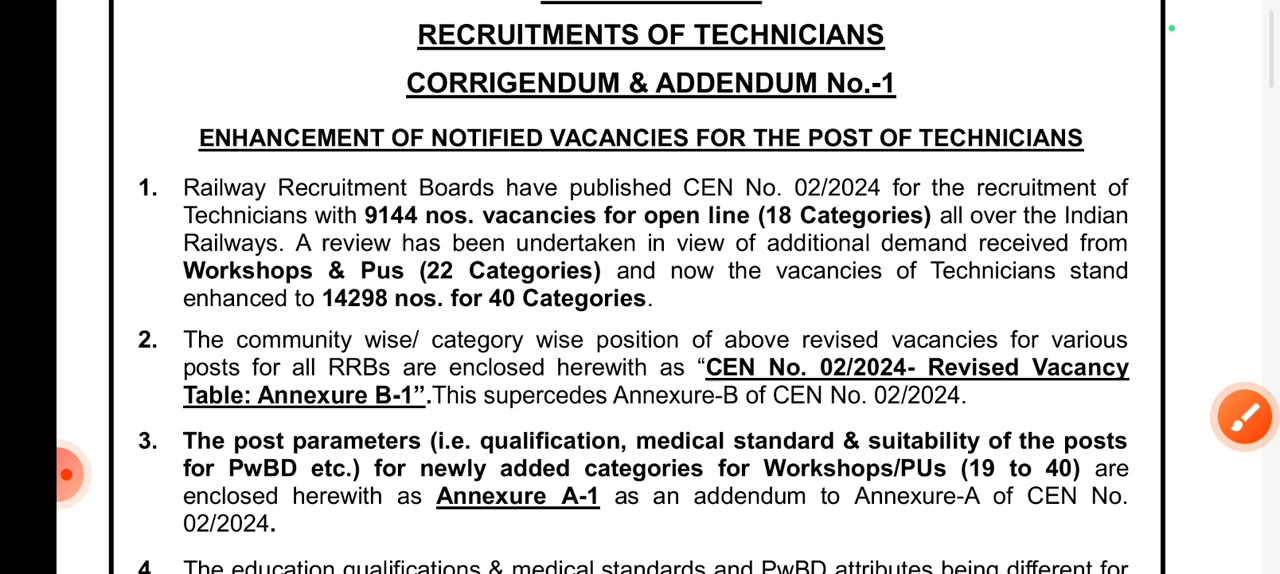 RECRUITMENTS OF TECHNICIANS
CORRIGENDUM & ADDENDUM No.-1
ENHANCEMENT OF NOTIFIED VACANCIES FOR THE POST OF TECHNICIANS
1. Railway Recruitment Boards have published CEN No. 02/2024 for the recruitment of
Technicians with 9144 nos. vacancies for open line (18 Categories) all over the Indian
Railways. A review has been undertaken in view of additional demand received from
Workshops & Pus (22 Categories) and now the vacancies of Technicians stand
enhanced to 14298 nos. for 40 Categories.
2. The community wise/ category wise position of above revised vacancies for various
posts for all RRBs are enclosed herewith as “CEN No. 02/2024- Revised Vacancy
Table: Annexure B-1”.This supercedes Annexure-B of CEN No. 02/2024.
3. The post parameters (i.e. qualification, medical standard & suitability of the posts
for PwBD etc.) for newly added categories for Workshops/PUs (19 to 40) are
enclosed herewith as Annexure A-1 as an addendum to Annexure-A of CEN No.
02/2024.
4. The education qualifications & medical standards and PwBD attributes being different for